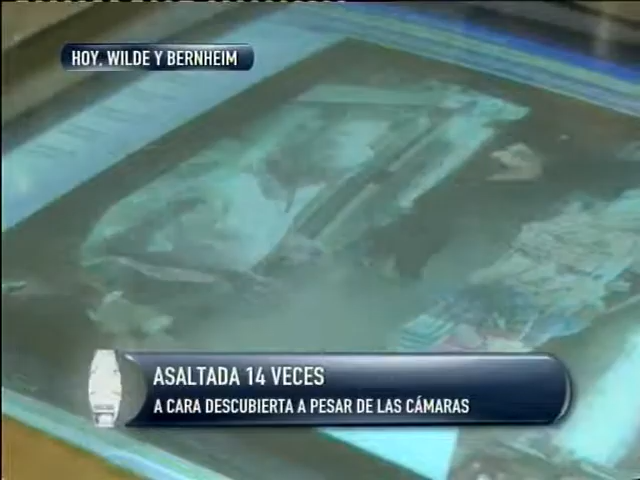 HOY, WILDE Y BERNHEIM
ASALTADA 14 VECES
A CARA DESCUBIERTA A PESAR DE LAS CÁMARAS